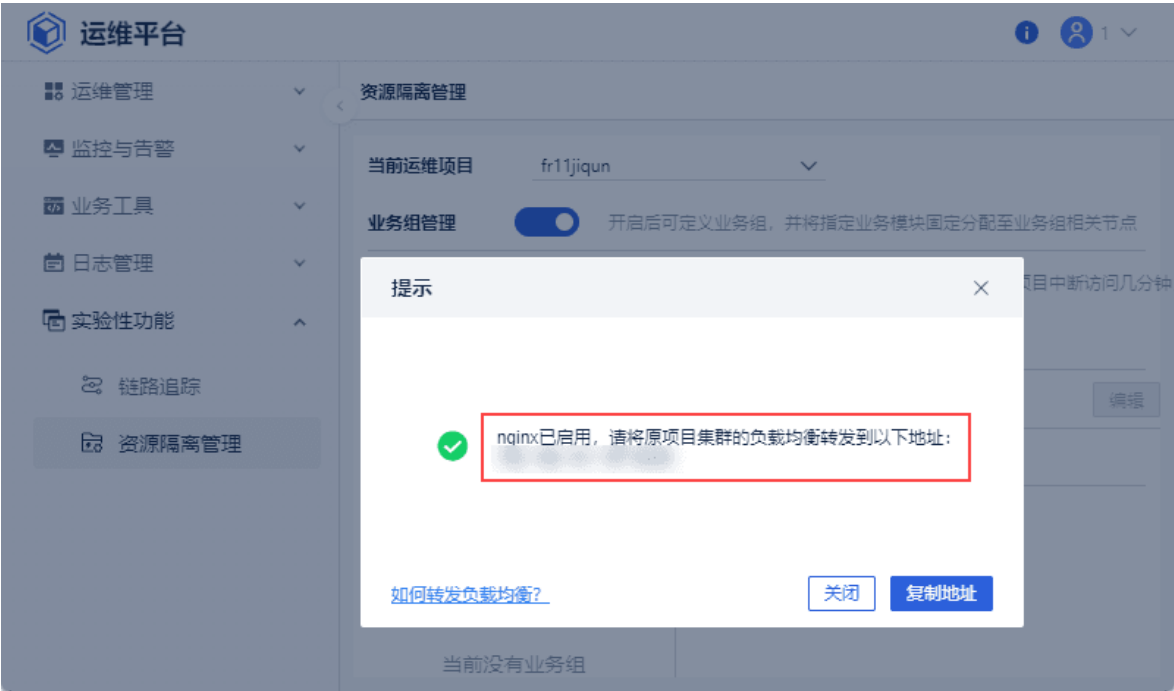 运维平台
1
运维管理
监控与告警
业务工具
日志管理
实验性功能
链路追踪
资源隔离管理
资源隔离管理
当前运维项目
fr11jiqun
业务组管理
开启后可定义业务组，并将指定业务模块固定分配至业务组相关节点
项目中断访问几分钟
编辑
提示
nginx已启用，请将原项目集群的负载均衡转发到以下地址：
如何转发负载均衡？
关闭
复制地址
当前没有业务组